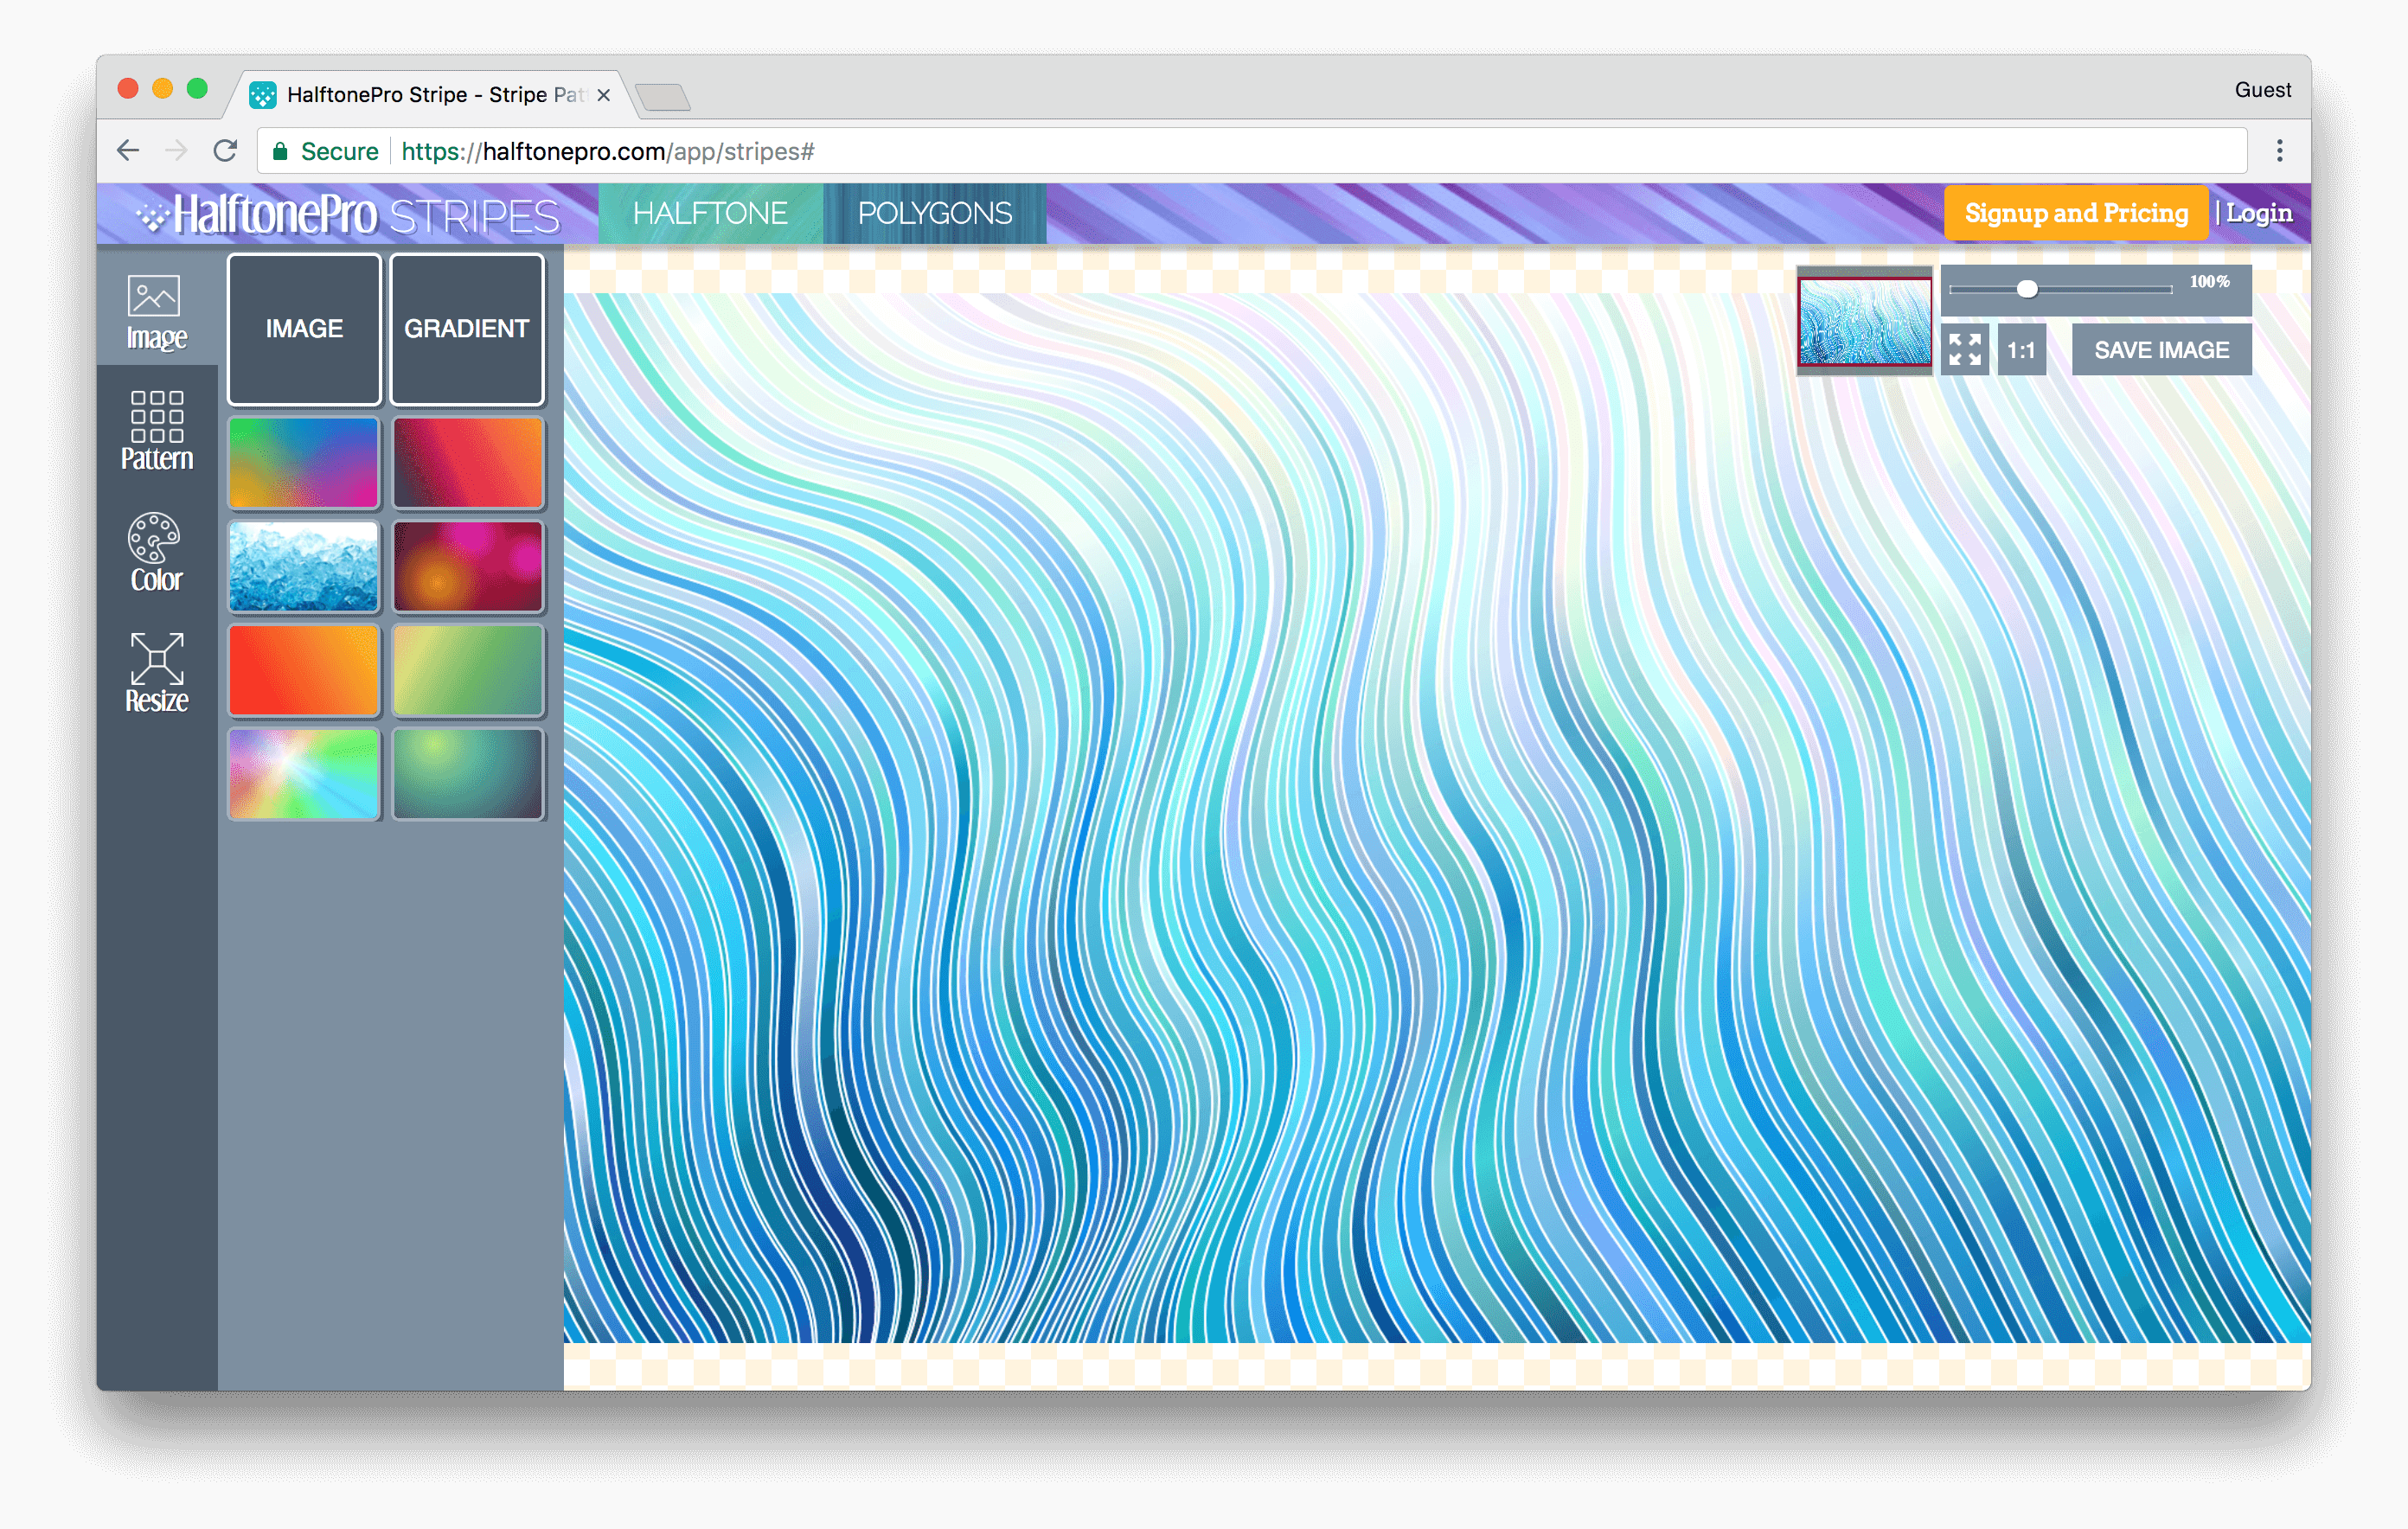 HalftonePro Stripe - Stripe Pat
Guest
Secure
https://halftonepro.com/app/stripes#
HalftonePro STRIPES
HALFTONE
POLYGONS
Signup and Pricing
| Login
Image
Pattern
Color
Resize
IMAGE
GRADIENT
100%
1:1
SAVE IMAGE